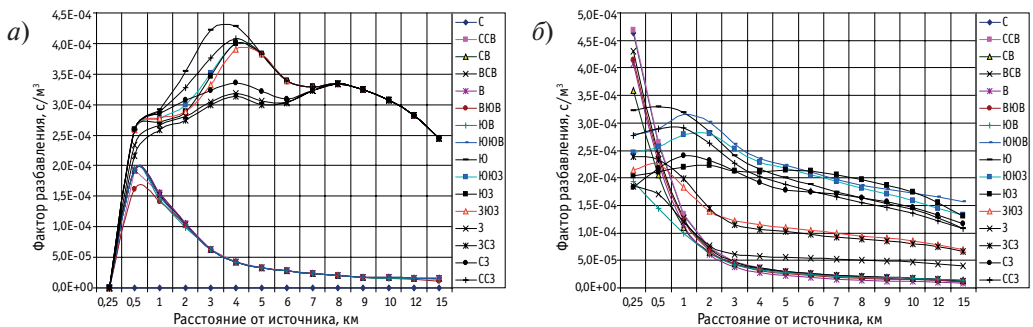 а)
Фактор разбавления, с/м³
4,5E-04
4,0E-04
3,5E-04
3,0E-04
2,5E-04
2,0E-04
1,5E-04
1,0E-04
5,0E-05
0,0E+00
0,25 0,5 1 2 3 4 5 6 7 8 9 10 12 15
Расстояние от источника, км
С
ССВ
СВ
ВСВ
В
ВЮВ
ЮВ
ЮЮВ
Ю
ЮЮЗ
ЮЗ
ЗЮЗ
З
ЗСЗ
СЗ
ССЗ
б)
Фактор разбавления, с/м³
5,0E-04
4,5E-04
4,0E-04
3,5E-04
3,0E-04
2,5E-04
2,0E-04
1,5E-04
1,0E-04
5,0E-05
0,0E+00
0,25 0,5 1 2 3 4 5 6 7 8 9 10 12 15
Расстояние от источника, км
С
ССВ
СВ
ВСВ
В
ВЮВ
ЮВ
ЮЮВ
Ю
ЮЮЗ
ЮЗ
ЗЮЗ
З
ЗСЗ
СЗ
ССЗ